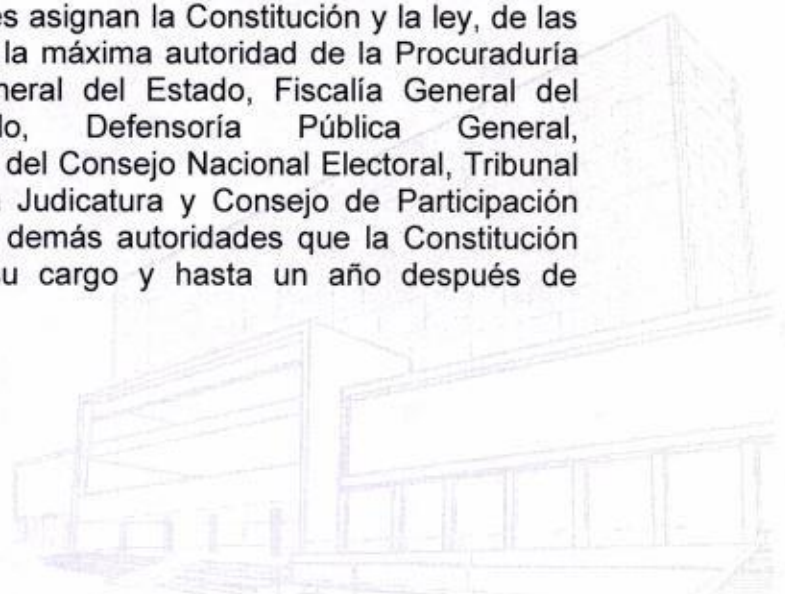 es asignan la Constitución y la ley, de las
la máxima autoridad de la Procuraduría
neral del Estado, Fiscalía General del
do, Defensoría Pública General,
del Consejo Nacional Electoral, Tribunal
Judicatura y Consejo de Participación
demás autoridades que la Constitución
su cargo y hasta un año después de